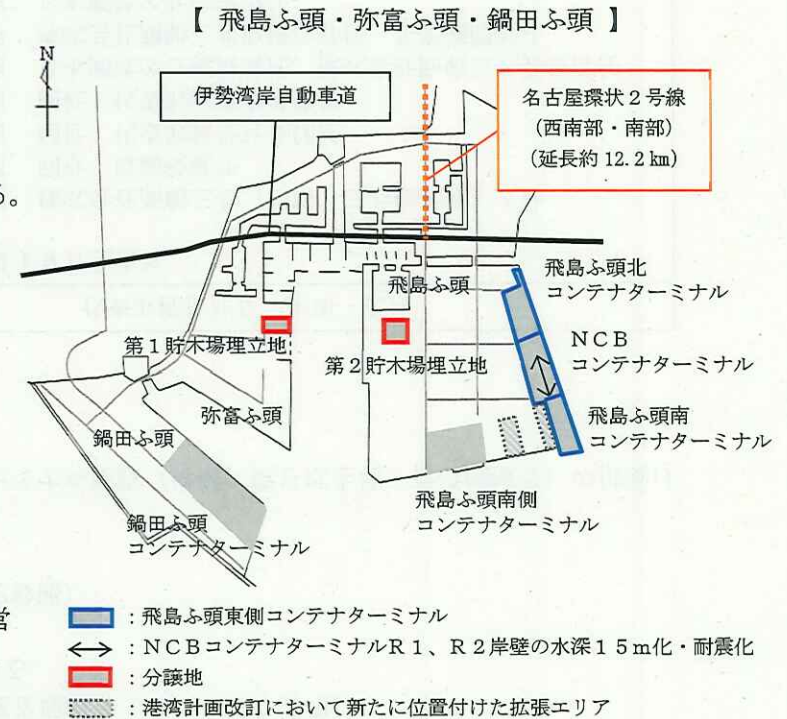 【 飛島ふ頭・弥富ふ頭・鍋田ふ頭 】
N
伊勢湾岸自動車道
名古屋環状2号線
(西南部・南部)
(延長約 12.2 km)
る。
飛島ふ頭
飛島ふ頭北
コンテナターミナル
第1貯木場埋立地
第2貯木場埋立地
NCB
コンテナターミナル
弥富ふ頭
飛島ふ頭南
コンテナターミナル
鍋田ふ頭
飛島ふ頭南側
コンテナターミナル
鍋田ふ頭
コンテナターミナル
営
:飛島ふ頭東側コンテナターミナル
:NCBコンテナターミナルR1、R2岸壁の水深15m化・耐震化
:分譲地
:港湾計画改訂において新たに位置付けた拡張エリア